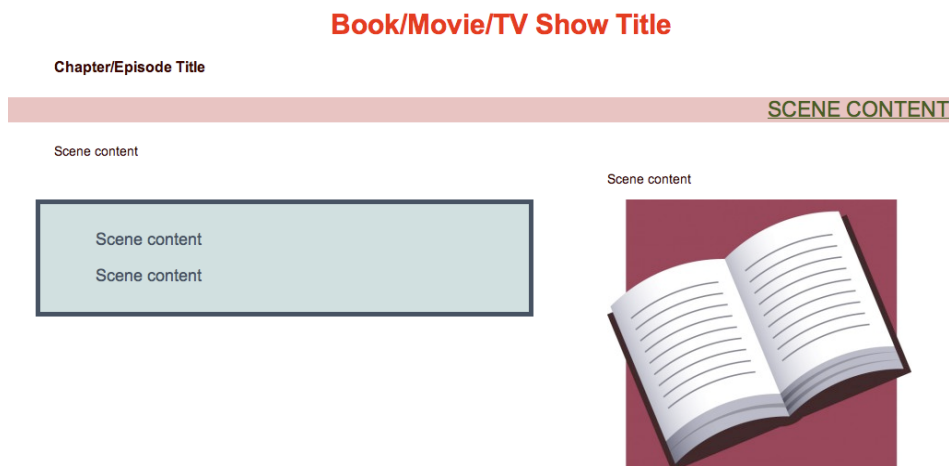 Book/Movie/TV Show Title
Chapter/Episode Title
SCENE CONTENT
Scene content
Scene content
Scene content
Scene content